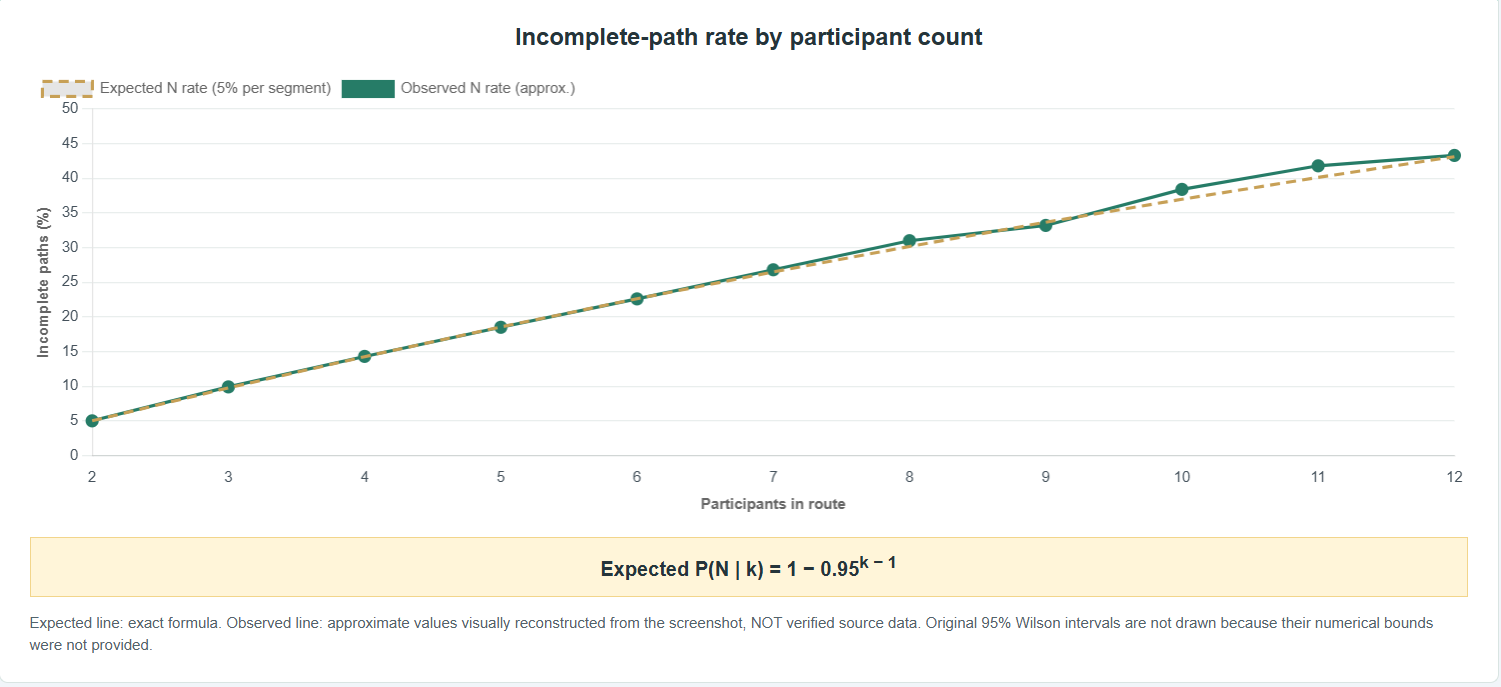 Incomplete-path rate by participant count
Expected N rate (5% per segment) Observed N rate (approx.)
50
45
40
35
30
25
20
15
10
5
0
Incomplete paths (%)
2 3 4 5 6 7 8 9 10 11 12
Participants in route
Expected P(N | k) = 1 − 0.95ᵏ ⁻ ¹
Expected line: exact formula. Observed line: approximate values visually reconstructed from the screenshot, NOT verified source data. Original 95% Wilson intervals are not drawn because their numerical bounds
were not provided.